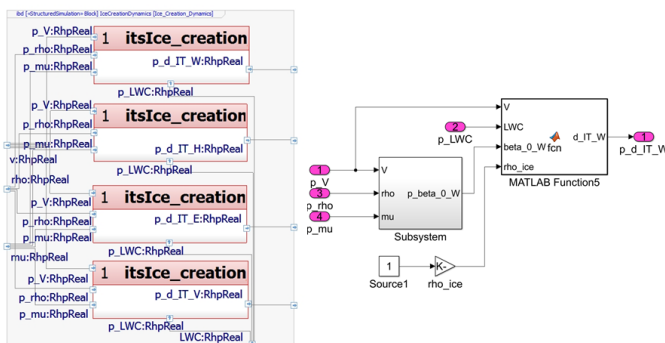 ibd [«StructuredSimulation» Block] IceCreationDynamics [Ice_Creation_Dynamics]
p_V:RhpReal
p_rho:RhpReal
p_mu:RhpReal
1 itsIce_creation
p_d_IT_W:RhpReal
p_LWC:RhpReal
p_V:RhpReal
p_rho:RhpReal
p_mu:RhpReal
1 itsIce_creation
p_d_IT_H:RhpReal
p_LWC:RhpReal
v:RhpReal
rho:RhpReal
p_V:RhpReal
p_rho:RhpReal
p_mu:RhpReal
1 itsIce_creation
p_d_IT_E:RhpReal
p_LWC:RhpReal
mu:RhpReal
p_V:RhpReal
p_rho:RhpReal
p_mu:RhpReal
1 itsIce_creation
p_d_IT_V:RhpReal
p_LWC:RhpReal
LWC:RhpReal
1
p_V
3
p_rho
4
p_mu
V
rho
mu
p_beta_0_W
Subsystem
2
p_LWC
1
Source1
K-
rho_ice
V
LWC
beta_0_W
rho_ice
fcn
d_IT_W
MATLAB Function5
1
p_d_IT_W